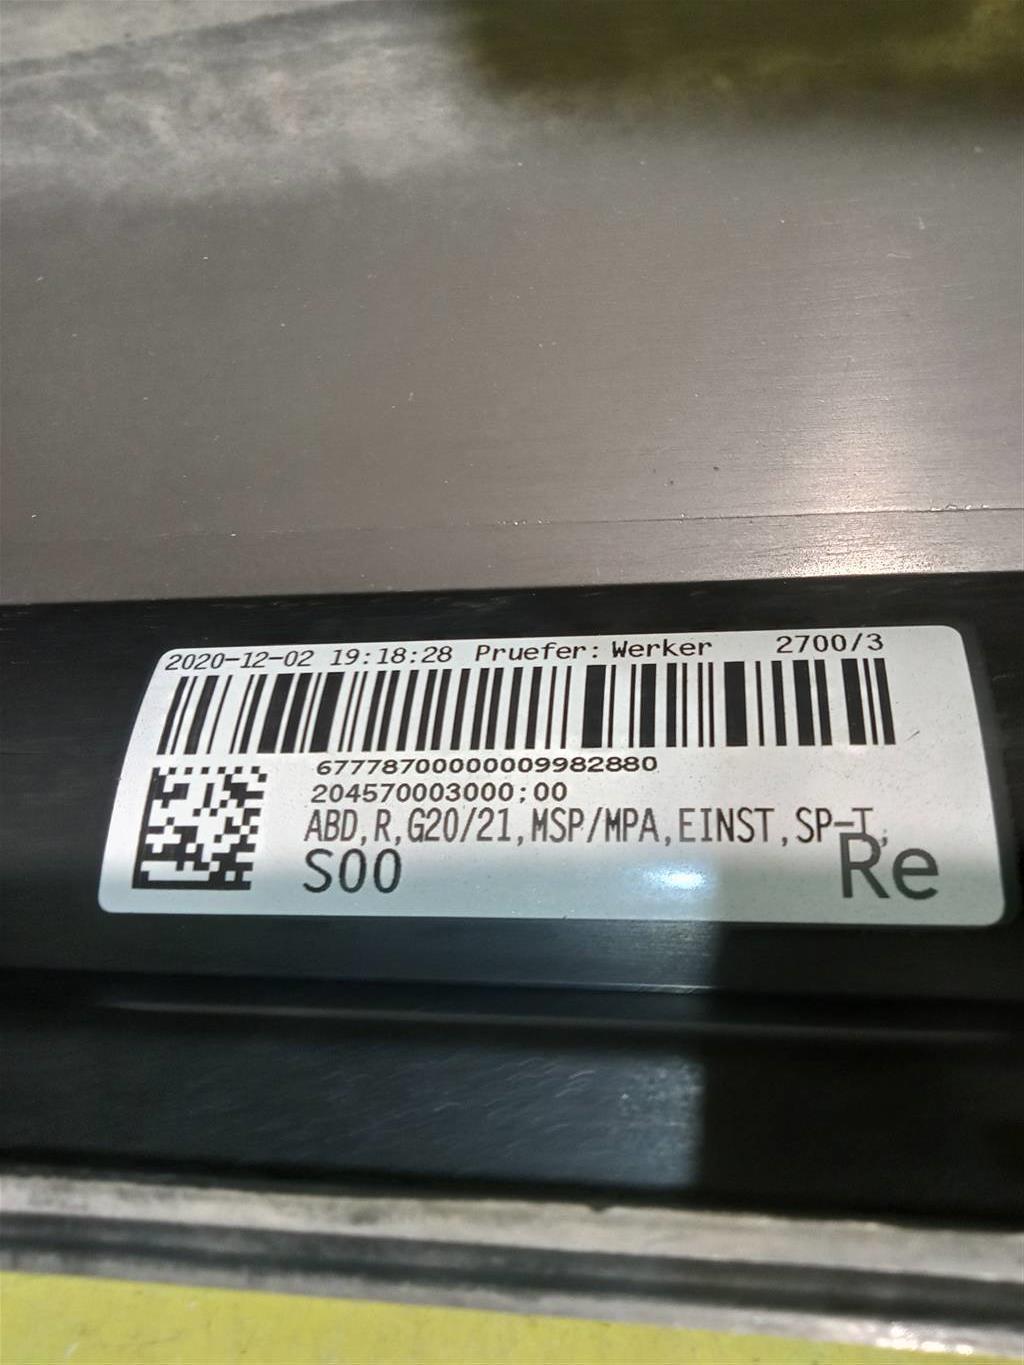 2020-12-02 19:18:28 Pruefer: Werker 2700/3
67778700000009982880
204570003000;00
ABD,R,G20/21,MSP/MPA,EINST,SP-T,
S00 Re